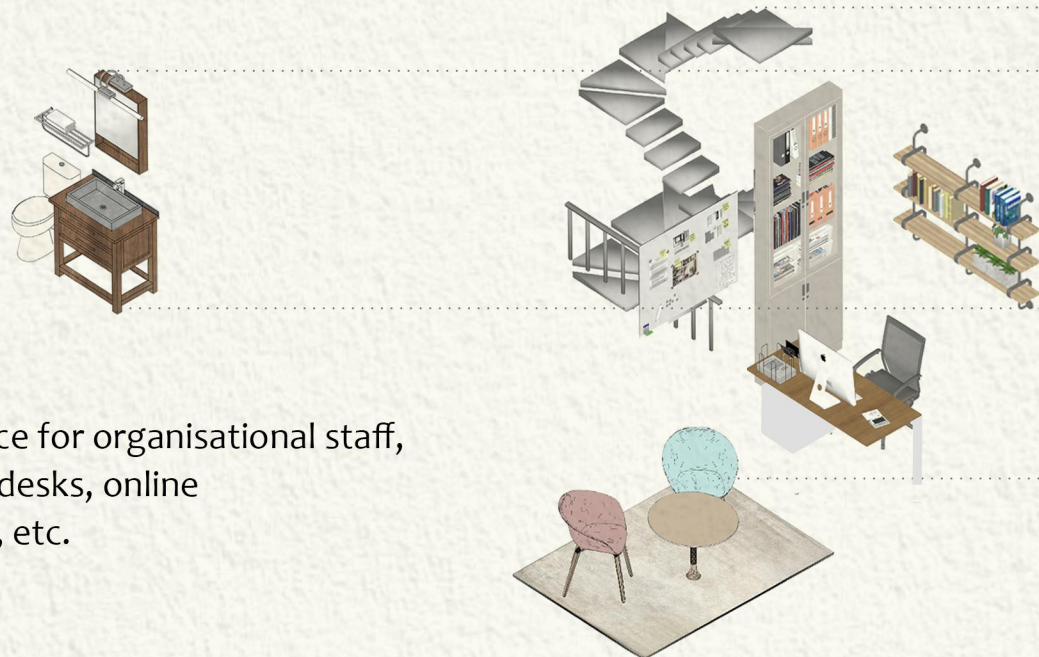 ce for organisational staff,
desks, online
, etc.